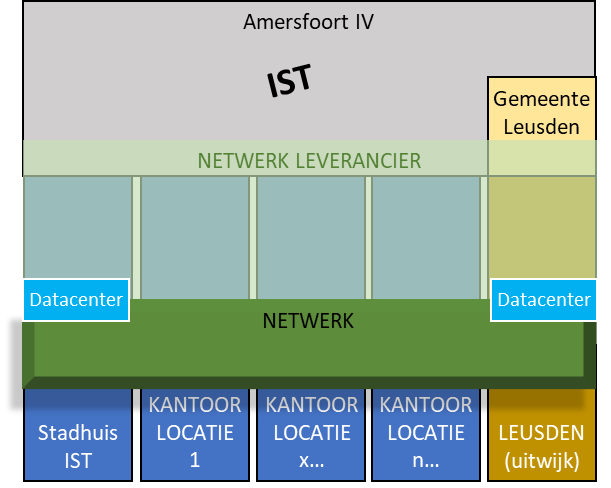 Amersfoort IV
IST
Gemeente
Leusden
NETWERK LEVERANCIER
Datacenter
Datacenter
NETWERK
Stadhuis
IST
KANTOOR
LOCATIE
1
KANTOOR
LOCATIE
x...
KANTOOR
LOCATIE
n...
LEUSDEN
(uitwijk)